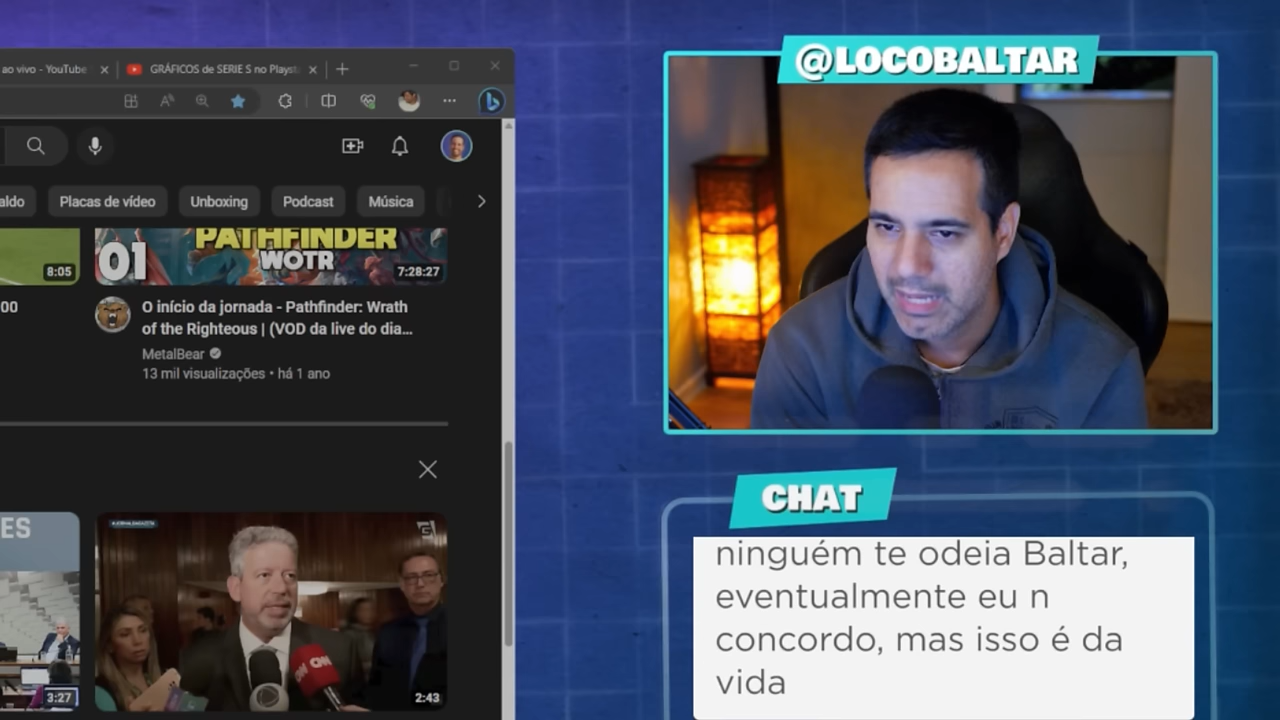 ao vivo - YouTube
GRÁFICOS de SERIE S no Playst
@LOCOBALTAR
aldo
Placas de vídeo
Unboxing
Podcast
Música
8:05
01
PATHFINDER
WOTR
7:28:27
00
O início da jornada - Pathfinder: Wrath
of the Righteous | (VOD da live do dia...
MetalBear
13 mil visualizações • há 1 ano
CHAT
ninguém te odeia Baltar,
eventualmente eu n
concordo, mas isso é da
vida
ES
3:27
CNN
2:43